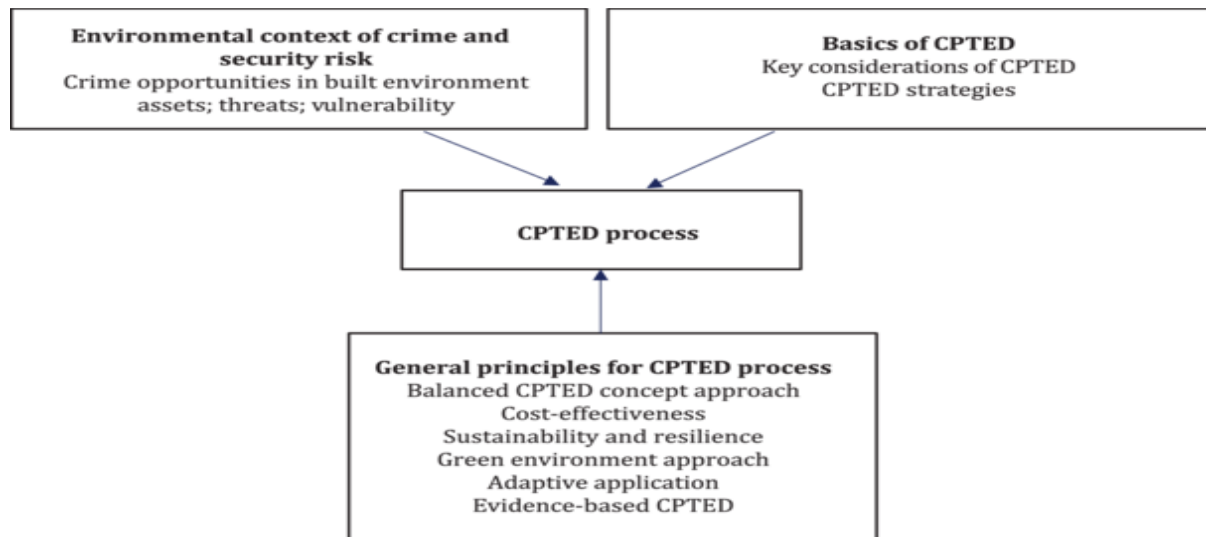 Environmental context of crime and
security risk
Crime opportunities in built environment
assets; threats; vulnerability
Basics of CPTED
Key considerations of CPTED
CPTED strategies
CPTED process
General principles for CPTED process
Balanced CPTED concept approach
Cost-effectiveness
Sustainability and resilience
Green environment approach
Adaptive application
Evidence-based CPTED